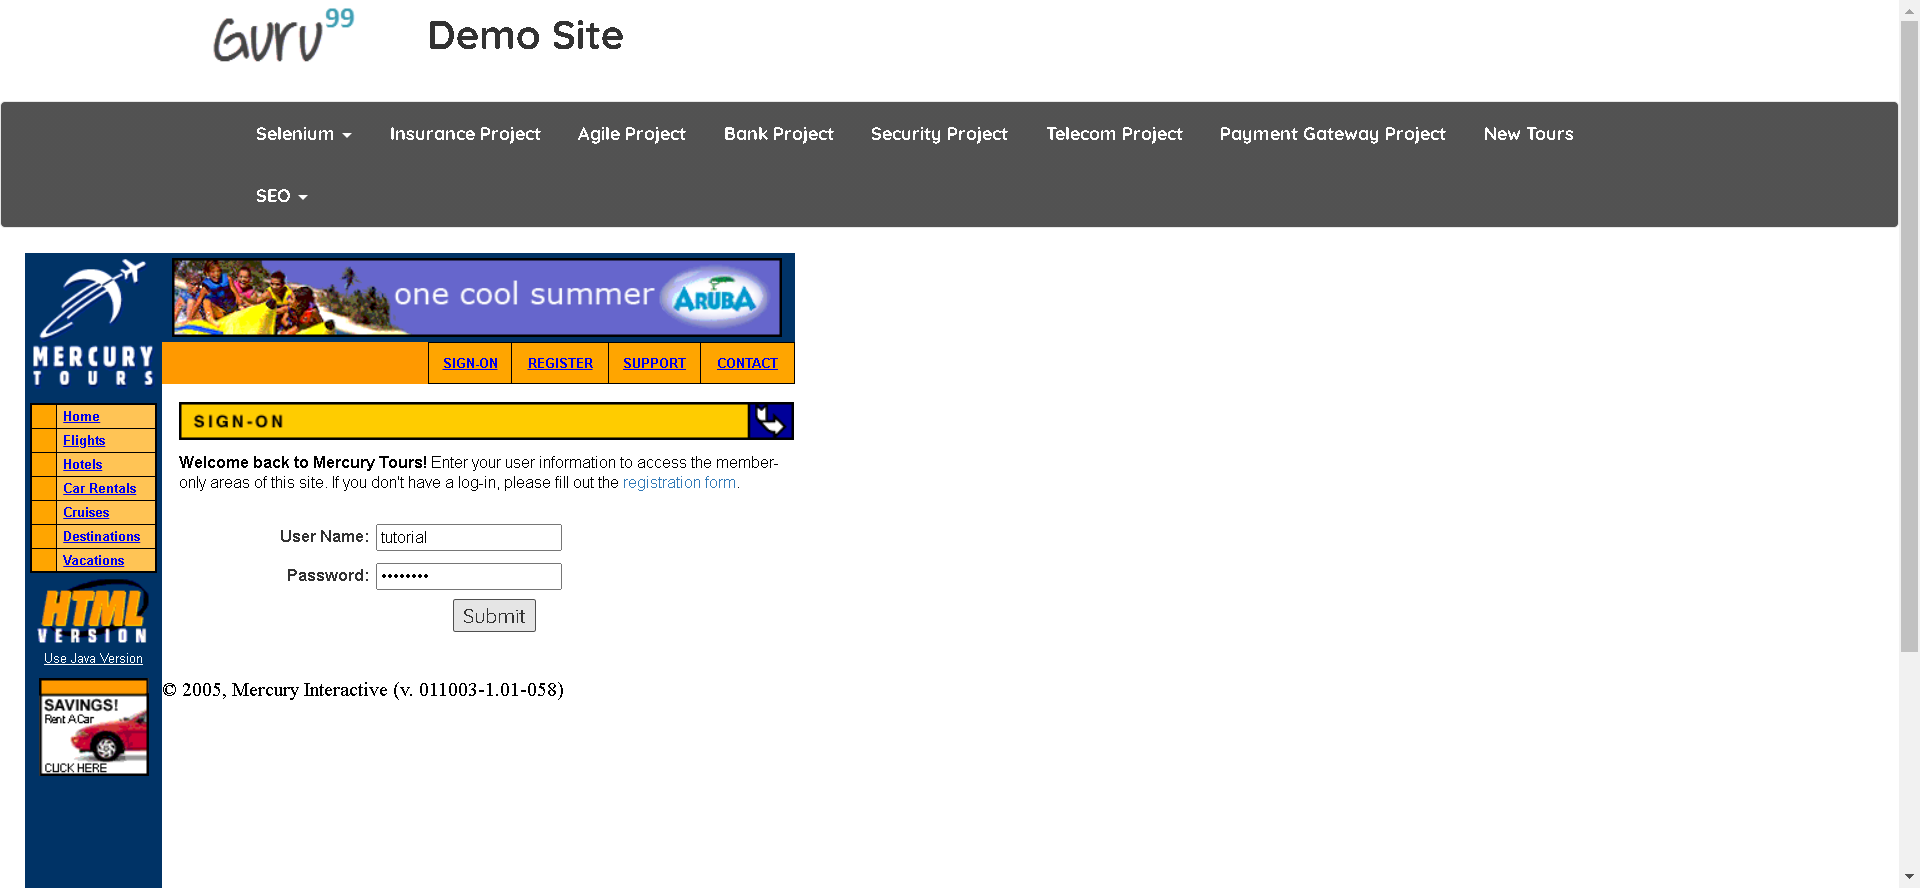 Guru99
Demo Site
Selenium Insurance Project Agile Project Bank Project Security Project Telecom Project Payment Gateway Project New Tours
SEO
one cool summer ARUBA
MERCURY
TOURS
SIGN-ON REGISTER SUPPORT CONTACT
SIGN-ON
Home
Flights
Hotels
Car Rentals
Cruises
Destinations
Vacations
Welcome back to Mercury Tours! Enter your user information to access the member-
only areas of this site. If you don't have a log-in, please fill out the registration form.
User Name: tutorial
Password: ••••••••
Submit
HTML
VERSION
Use Java Version
© 2005, Mercury Interactive (v. 011003-1.01-058)
SAVINGS!
Rent A Car
CLICK HERE